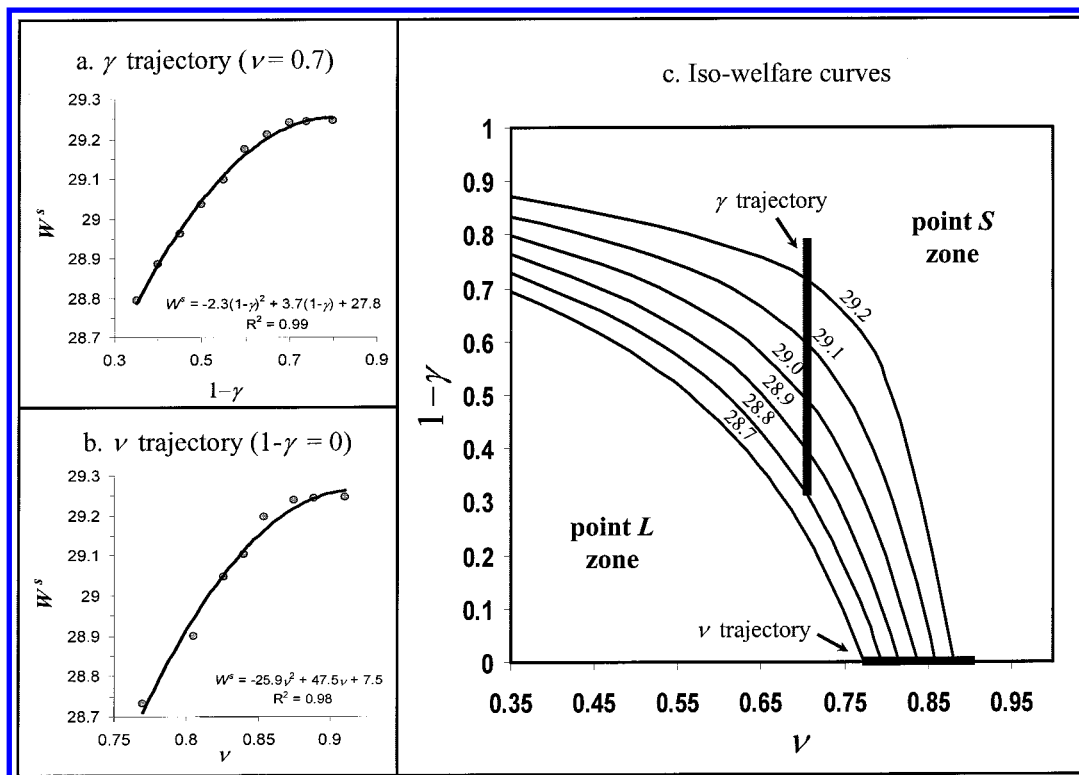 a. γ trajectory (ν = 0.7)
29.3
29.2
29.1
29
28.9
28.8
28.7
W^s
W^s = -2.3(1-γ)² + 3.7(1-γ) + 27.8
R² = 0.99
0.3
0.5
0.7
0.9
1−γ
b. ν trajectory (1-γ = 0)
29.3
29.2
29.1
29
28.9
28.8
28.7
W^s
W^s = -25.9ν² + 47.5ν + 7.5
R² = 0.98
0.75
0.8
0.85
0.9
ν
c. Iso-welfare curves
1
0.9
0.8
0.7
0.6
0.5
0.4
0.3
0.2
0.1
0
1−γ
γ trajectory
point S
zone
29.2
29.1
29.0
28.9
28.8
28.7
point L
zone
ν trajectory
0.35
0.45
0.55
0.65
0.75
0.85
0.95
ν